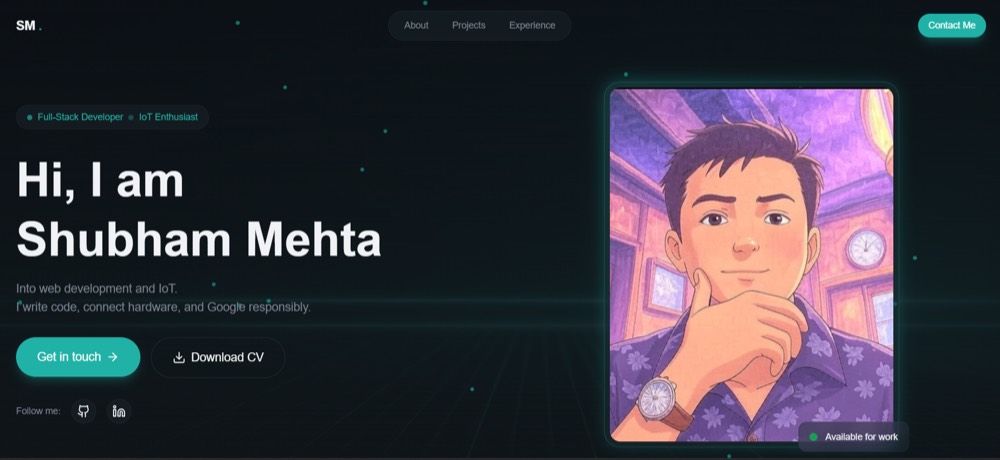 SM.
About Projects Experience
Contact Me
Full-Stack Developer IoT Enthusiast
Hi, I am
Shubham Mehta
Into web development and IoT.
I write code, connect hardware, and Google responsibly.
Get in touch → Download CV
Follow me:
Available for work